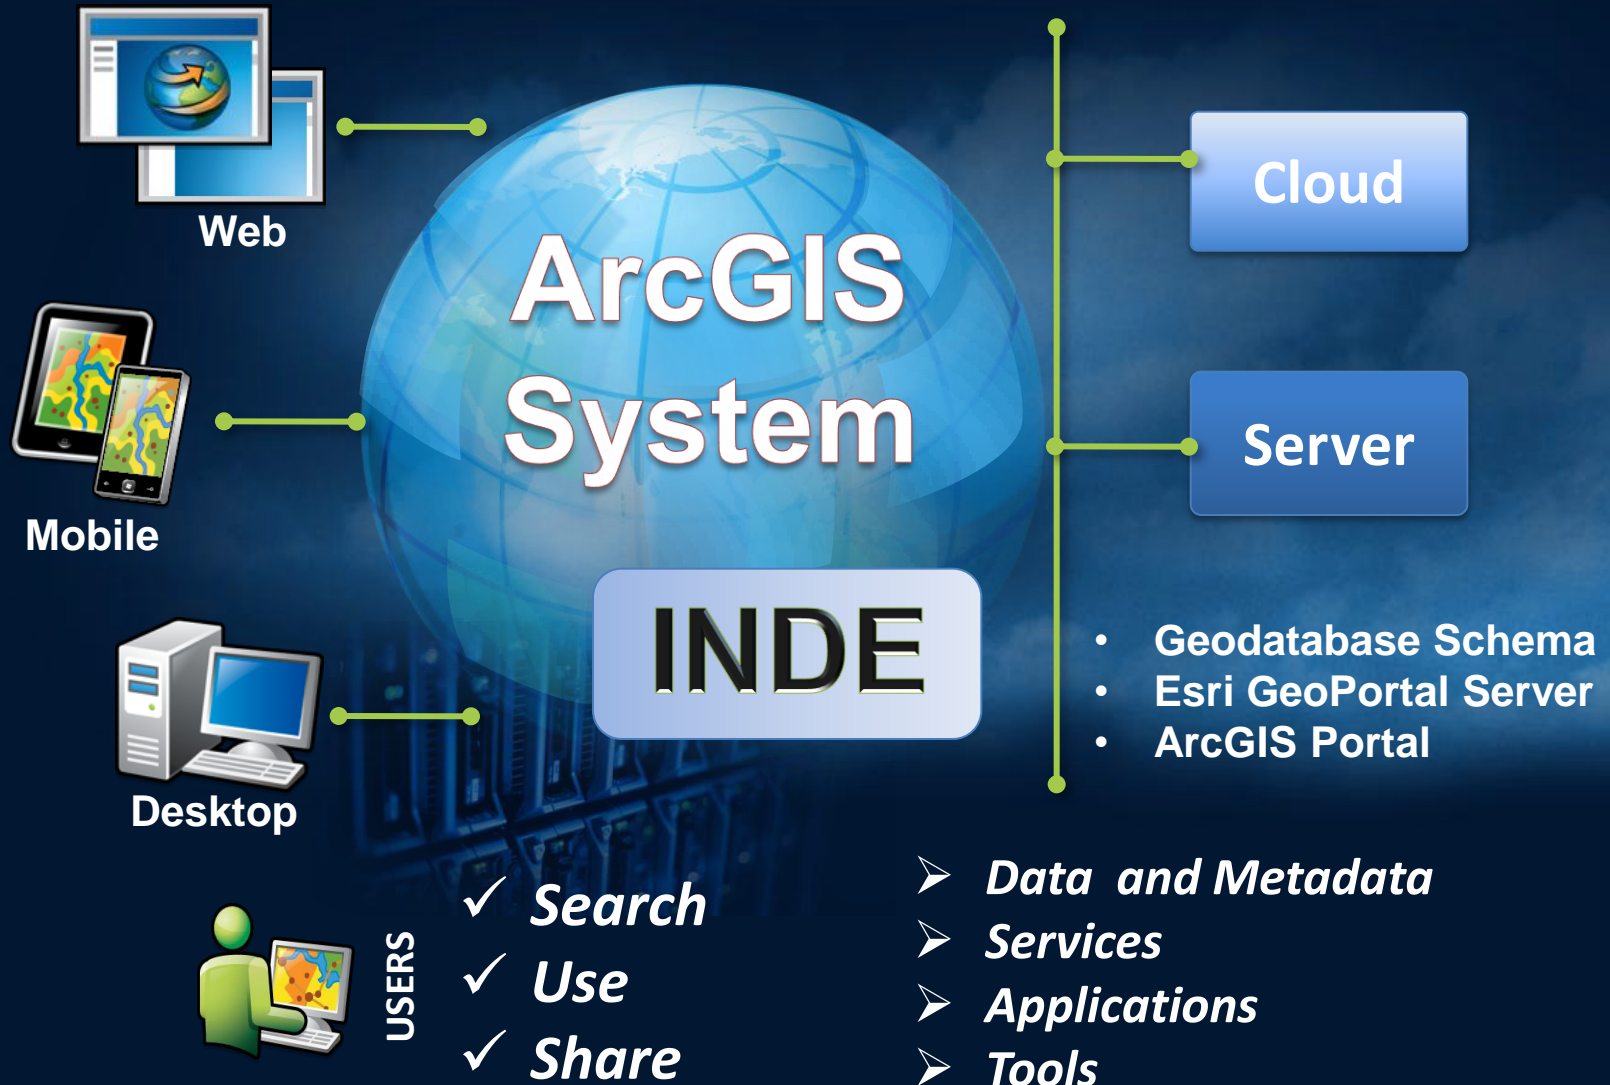 Web
Mobile
Desktop
ArcGIS
System
INDE
Cloud
Server
• Geodatabase Schema
• Esri GeoPortal Server
• ArcGIS Portal
USERS
✓ Search
✓ Use
✓ Share
➢ Data and Metadata
➢ Services
➢ Applications
➢ Tools